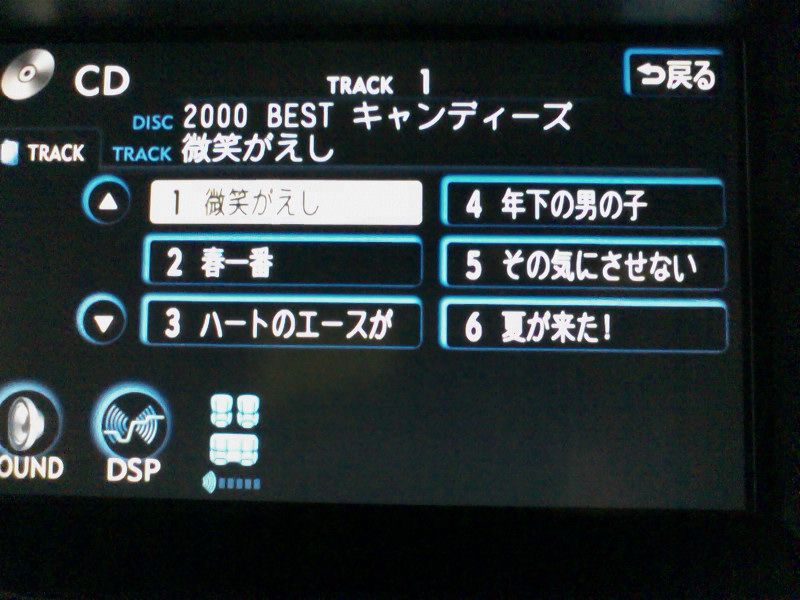 CD
TRACK 1
戻る
DISC 2000 BEST キャンディーズ
TRACK
TRACK 微笑がえし
1 微笑がえし
2 春一番
3 ハートのエースが
4 年下の男の子
5 その気にさせない
6 夏が来た!
OUND
DSP